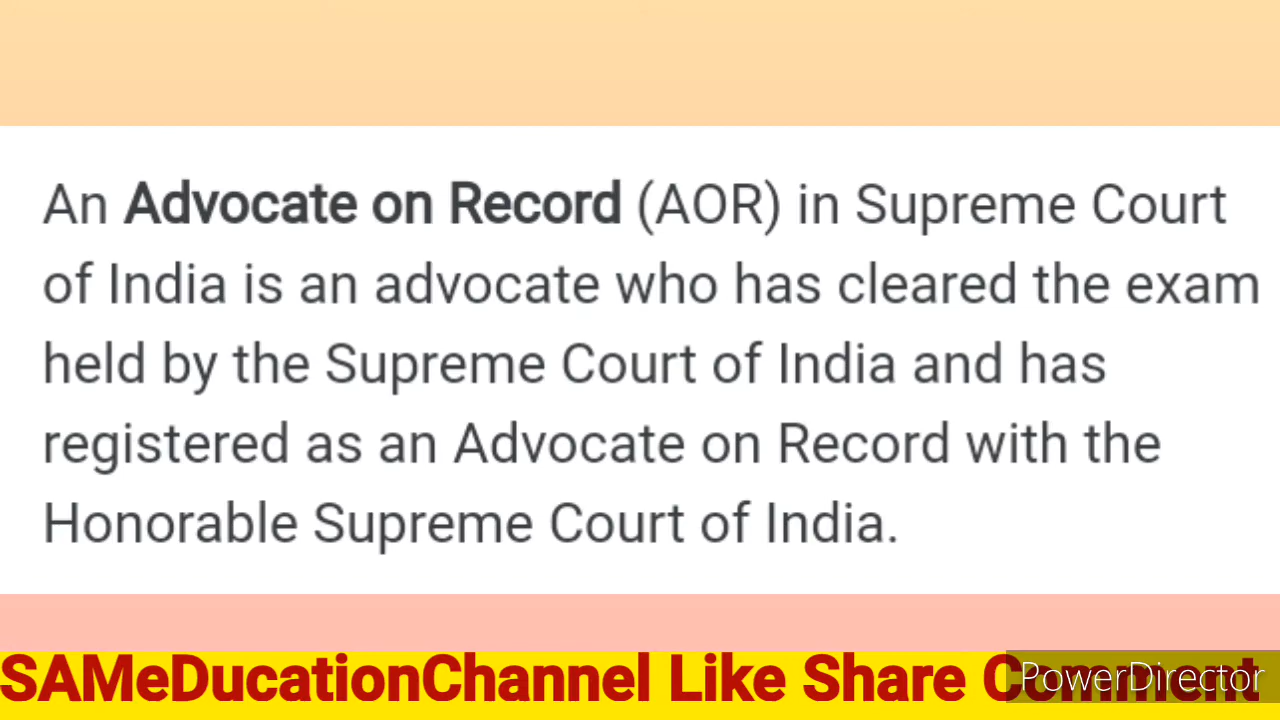 An Advocate on Record (AOR) in Supreme Court
of India is an advocate who has cleared the exam
held by the Supreme Court of India and has
registered as an Advocate on Record with the
Honorable Supreme Court of India.
SAMeDucationChannel Like Share Comment
PowerDirector